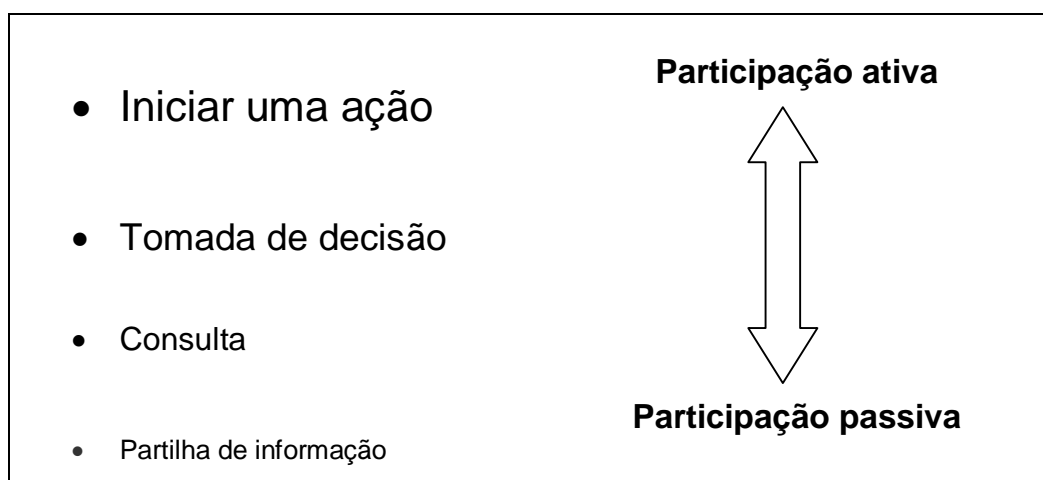 Participação ativa
• Iniciar uma ação
• Tomada de decisão
• Consulta
Participação passiva
• Partilha de informação